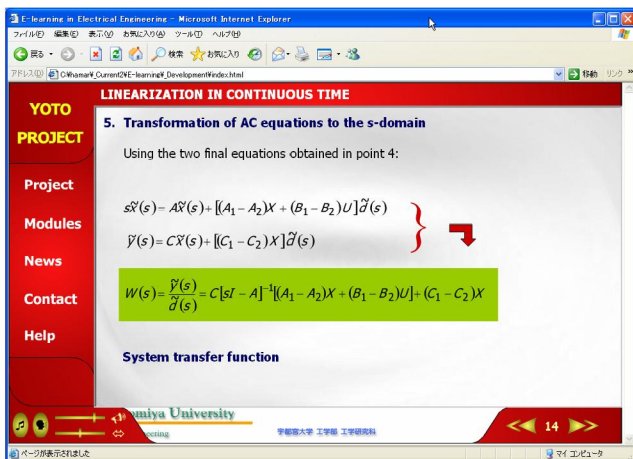 E-learning in Electrical Engineering - Microsoft Internet Explorer
ファイル(F) 編集(E) 表示(V) お気に入り(A) ツール(T) ヘルプ(H)
戻る 検索 お気に入り
アドレス(D) C:¥hamar¥_Current2¥E-learning¥_Development¥index.html 移動 リンク »
YOTO
PROJECT
LINEARIZATION IN CONTINUOUS TIME
5. Transformation of AC equations to the s-domain
Using the two final equations obtained in point 4:
sx̃(s) = Ax̃(s) + [(A₁ − A₂)X + (B₁ − B₂)U]d̃(s)
ỹ(s) = Cx̃(s) + [(C₁ − C₂)X]d̃(s)
W(s) = ỹ(s)/d̃(s) = C[sI − A]⁻¹[(A₁ − A₂)X + (B₁ − B₂)U] + (C₁ − C₂)X
System transfer function
Project
Modules
News
Contact
Help
miya University
宇都宮大学 工学部 工学研究科
14
ページが表示されました マイ コンピュータ